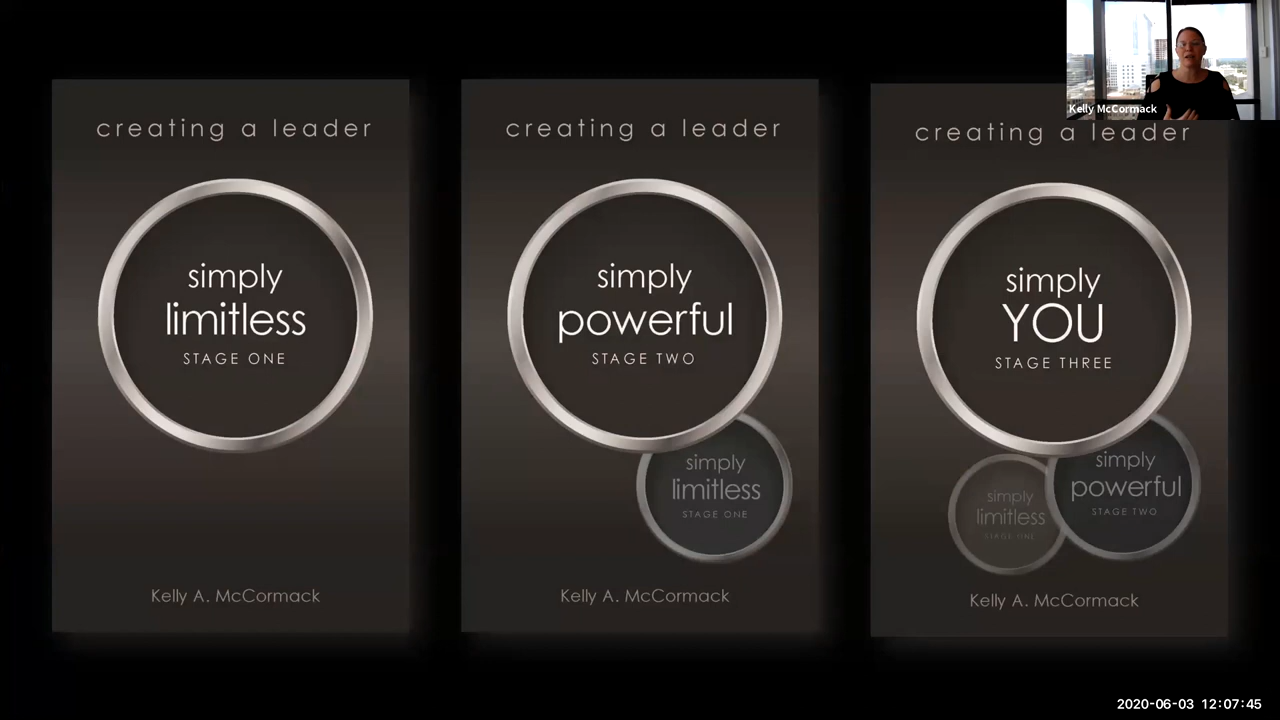 creating a leader
simply
limitless
STAGE ONE
Kelly A. McCormack
creating a leader
simply
powerful
STAGE TWO
simply
limitless
STAGE ONE
Kelly A. McCormack
Kelly McCormack
creating a leader
simply
YOU
STAGE THREE
simply
powerful
STAGE TWO
simply
limitless
STAGE ONE
Kelly A. McCormack
2020-06-03 12:07:45